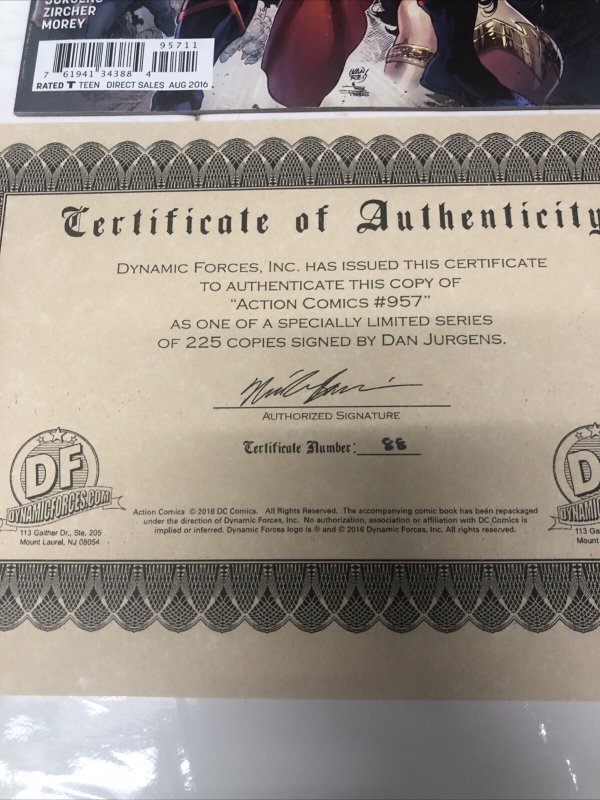 JURGENS
ZIRCHER
MOREY
95711
7 61941 34388 4
RATED T TEEN DIRECT SALES AUG 2016
Certificate of Authenticity
DYNAMIC FORCES, INC. HAS ISSUED THIS CERTIFICATE
TO AUTHENTICATE THIS COPY OF
"ACTION COMICS #957"
AS ONE OF A SPECIALLY LIMITED SERIES
OF 225 COPIES SIGNED BY DAN JURGENS.
AUTHORIZED SIGNATURE
Certificate Number: 88
DF
DYNAMICFORCES.COM
113 Gaither Dr., Ste, 205
Mount Laurel, NJ 08054
Action Comics © 2016 DC Comics. All Rights Reserved. The accompanying comic book has been repackaged
under the direction of Dynamic Forces, Inc. No authorization, association or affiliation with DC Comics is
implied or inferred. Dynamic Forces logo is ® and © 2016 Dynamic Forces, Inc. All rights reserved.
D
DYNAMI
113 Ga
Mount